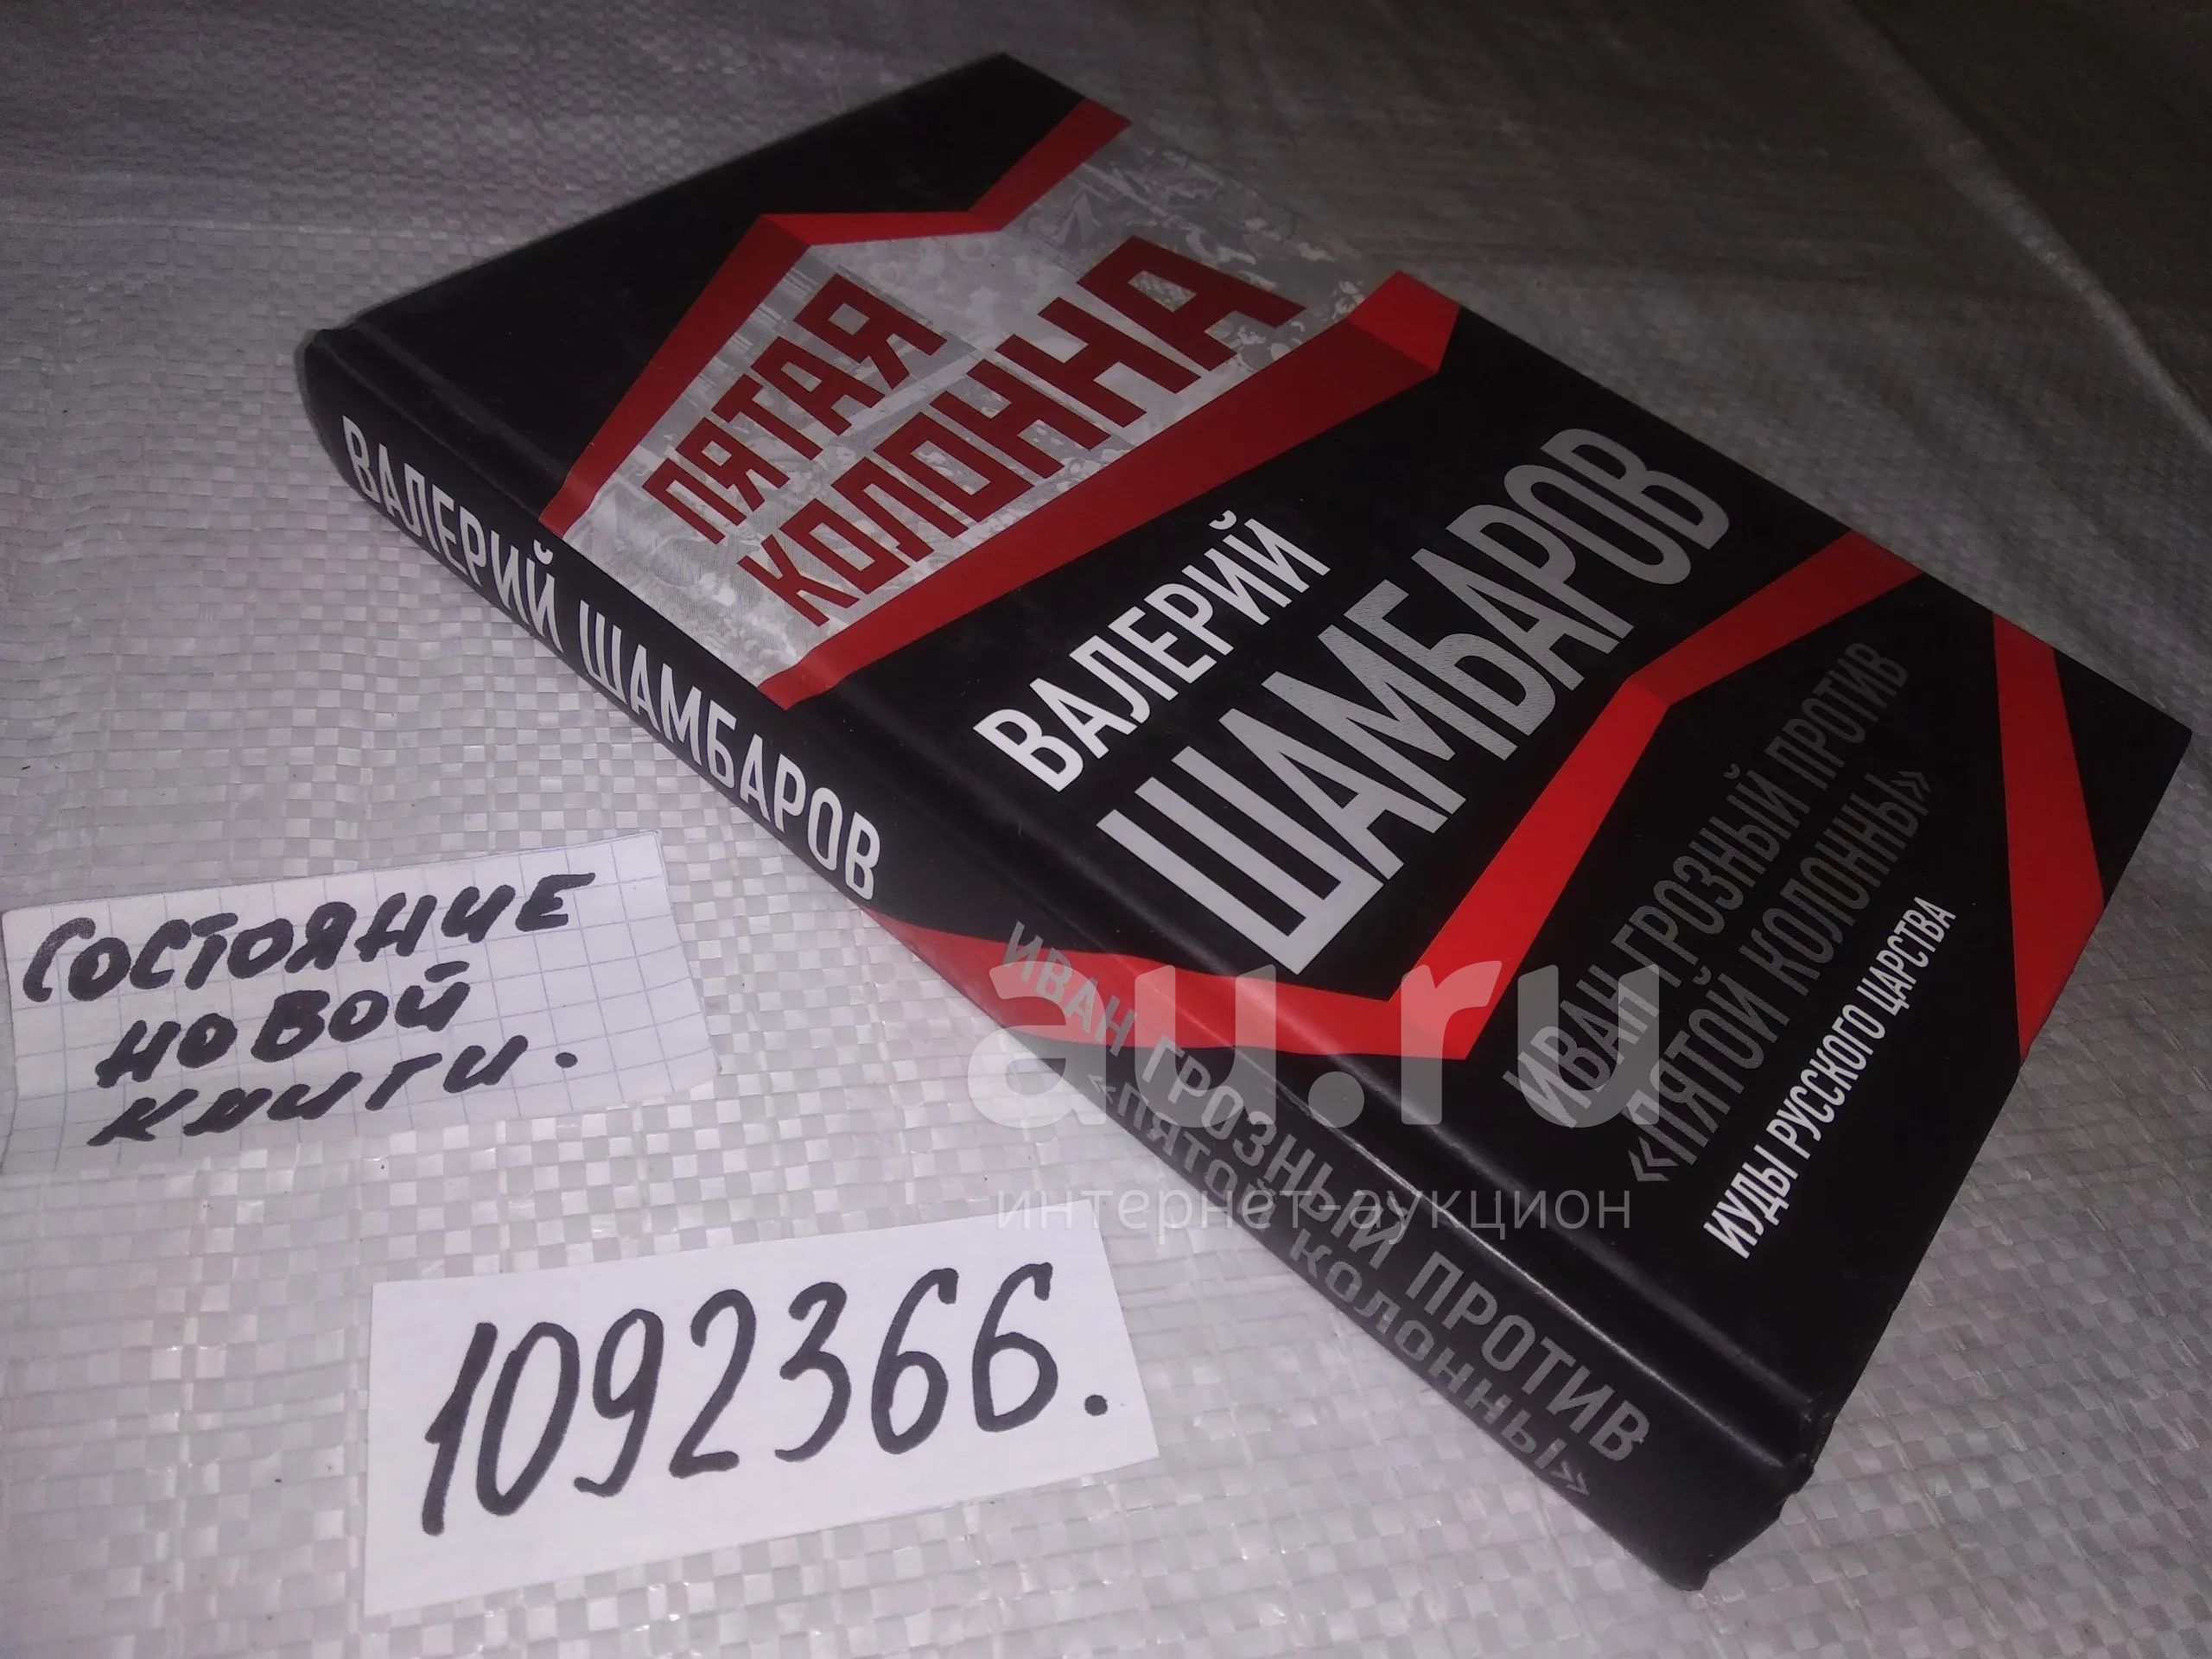 ПЯТАЯ
КОЛОННА
ВАЛЕРИЙ
ШАМБАРОВ
ИВАН ГРОЗНЫЙ ПРОТИВ
«ПЯТОЙ КОЛОННЫ»
ИУДЫ РУССКОГО ЦАРСТВА
ВАЛЕРИЙ ШАМБАРОВ
ИВАН ГРОЗНЫЙ ПРОТИВ
«ПЯТОЙ КОЛОННЫ»
СОСТОЯНИЕ
НОВОЙ
КНИГИ.
1092366.
au.ru
интернет-аукцион